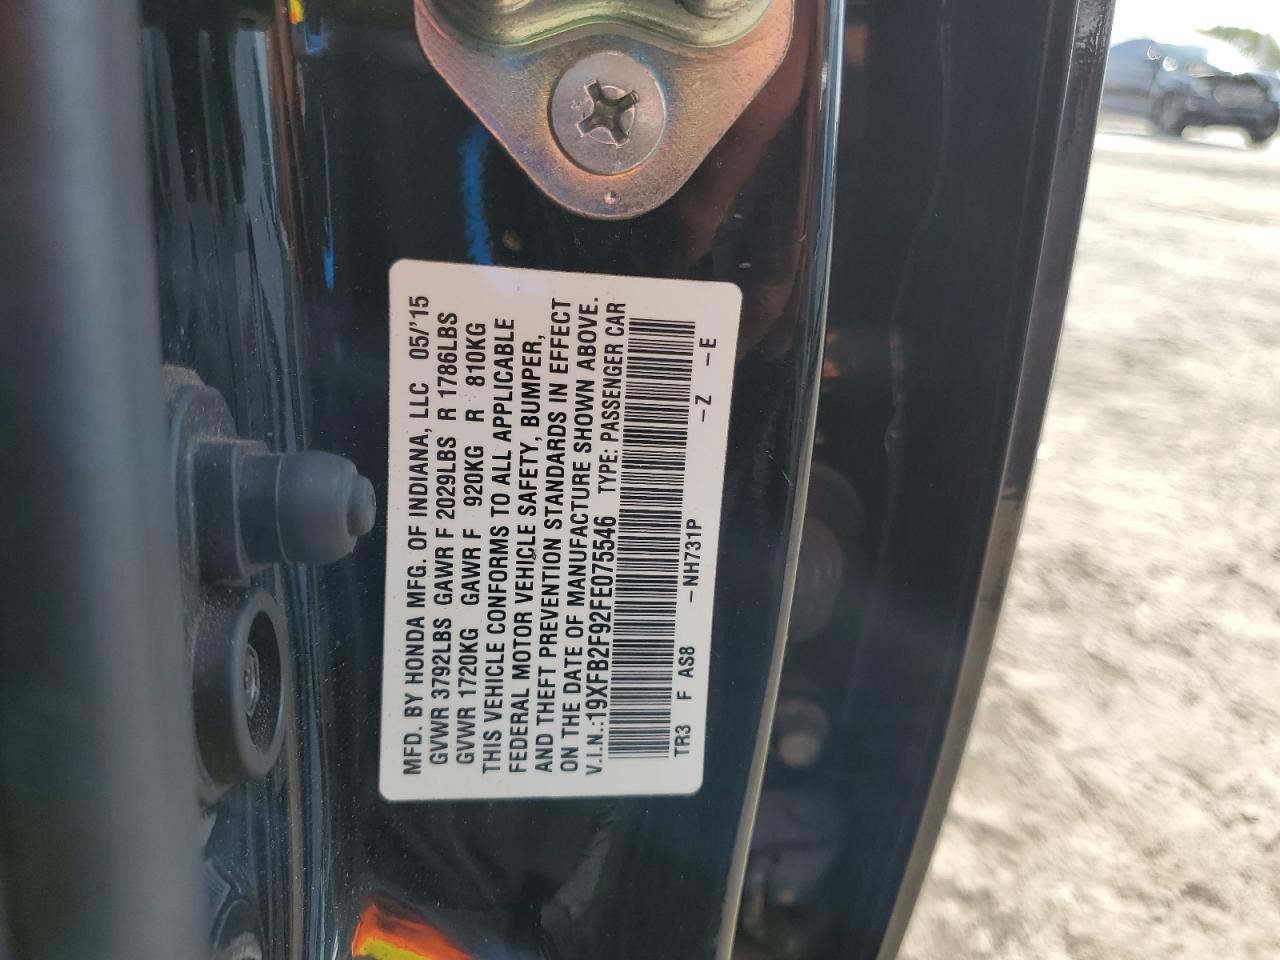 MFD. BY HONDA MFG. OF INDIANA, LLC 05/'15
GVWR 3792LBS GAWR F 2029LBS R 1786LBS
GVWR 1720KG GAWR F 920KG R 810KG
THIS VEHICLE CONFORMS TO ALL APPLICABLE
FEDERAL MOTOR VEHICLE SAFETY, BUMPER,
AND THEFT PREVENTION STANDARDS IN EFFECT
ON THE DATE OF MANUFACTURE SHOWN ABOVE.
V.I.N.:19XFB2F92FE075546 TYPE: PASSENGER CAR
TR3 F AS8 -NH731P -Z -E